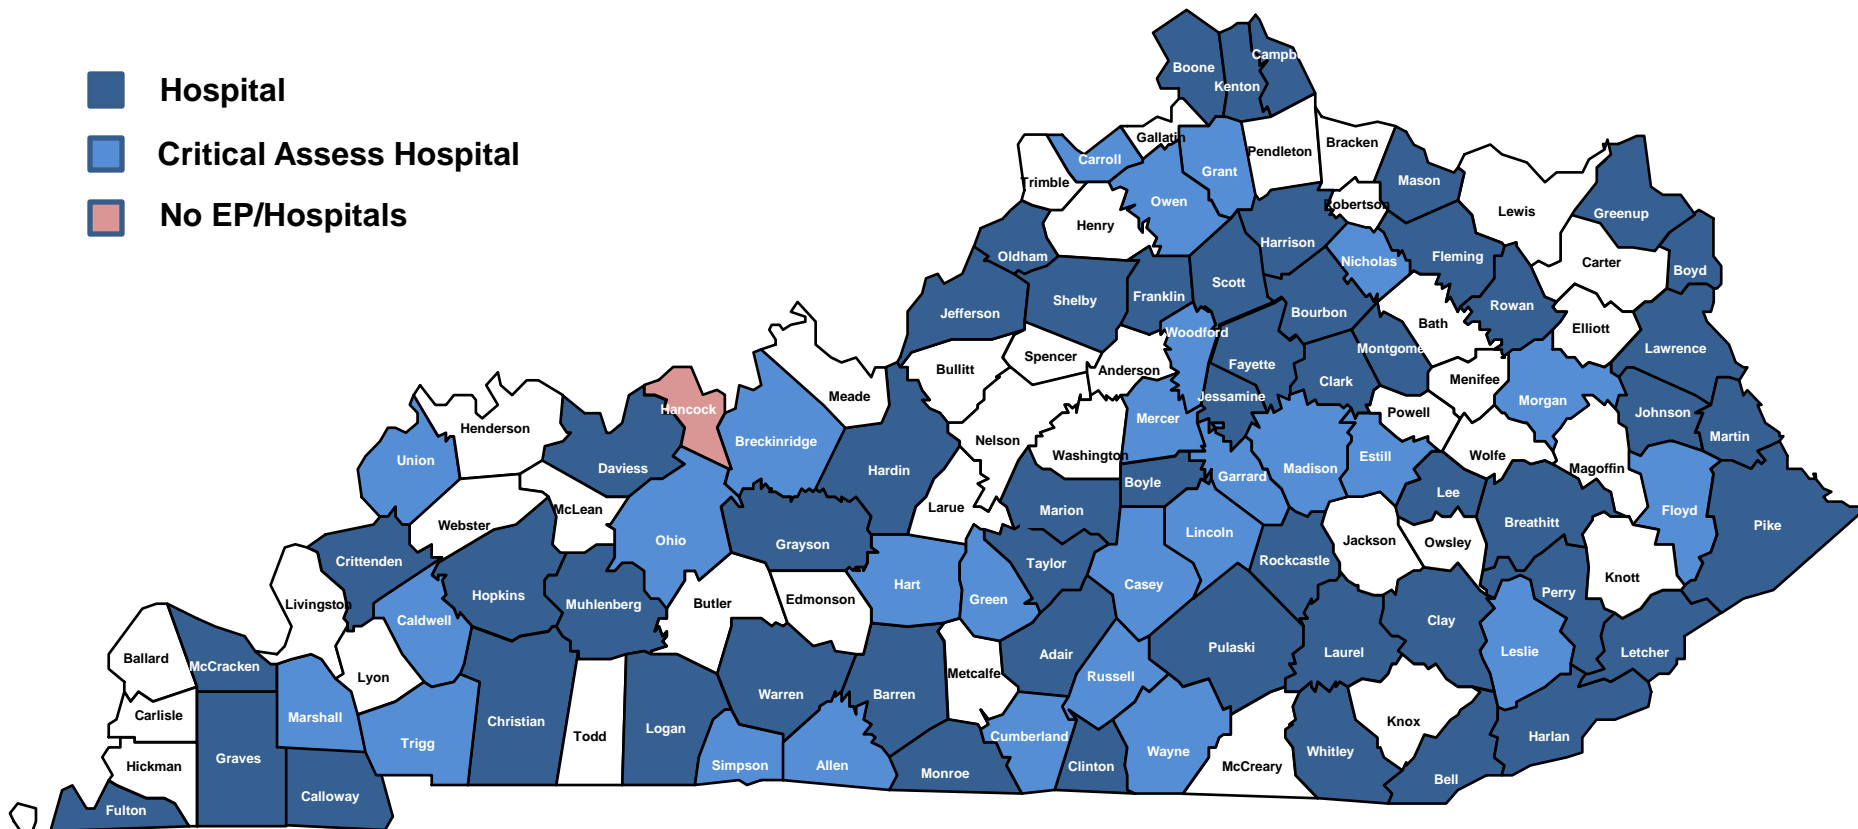 Hospital
Critical Assess Hospital
No EP/Hospitals
Boone
Kenton
Campb
Gallatin
Carroll
Grant
Pendleton
Bracken
Trimble
Owen
Mason
Robertson
Lewis
Greenup
Henry
Oldham
Harrison
Nicholas
Fleming
Carter
Boyd
Jefferson
Shelby
Franklin
Scott
Bourbon
Bath
Rowan
Elliott
Woodford
Lawrence
Bullitt
Spencer
Anderson
Fayette
Montgome
Clark
Menifee
Meade
Hancock
Breckinridge
Henderson
Union
Daviess
Hardin
Nelson
Washington
Mercer
Jessamine
Powell
Morgan
Johnson
Martin
Madison
Estill
Wolfe
Magoffin
Garrard
Boyle
Lee
Webster
McLean
Larue
Marion
Lincoln
Breathitt
Floyd
Pike
Ohio
Grayson
Jackson
Owsley
Crittenden
Rockcastle
Taylor
Casey
Hart
Green
Knott
Perry
Hopkins
Muhlenberg
Livingston
Butler
Edmonson
Caldwell
Clay
Ballard
McCracken
Adair
Pulaski
Laurel
Leslie
Letcher
Lyon
Metcalfe
Russell
Carlisle
Marshall
Christian
Warren
Barren
Trigg
Todd
Logan
Knox
Hickman
Graves
Simpson
Allen
Monroe
Cumberland
Clinton
Wayne
McCreary
Whitley
Bell
Harlan
Fulton
Calloway